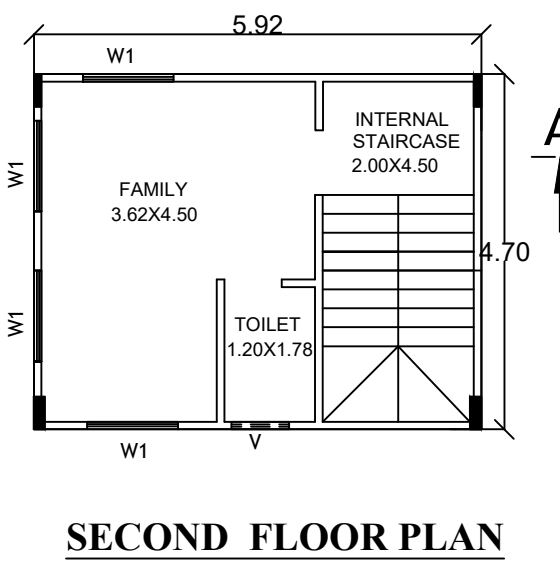 5.92
W1
INTERNAL
STAIRCASE
2.00X4.50
W1
FAMILY
3.62X4.50
4.70
W1
TOILET
1.20X1.78
W1
V
SECOND FLOOR PLAN